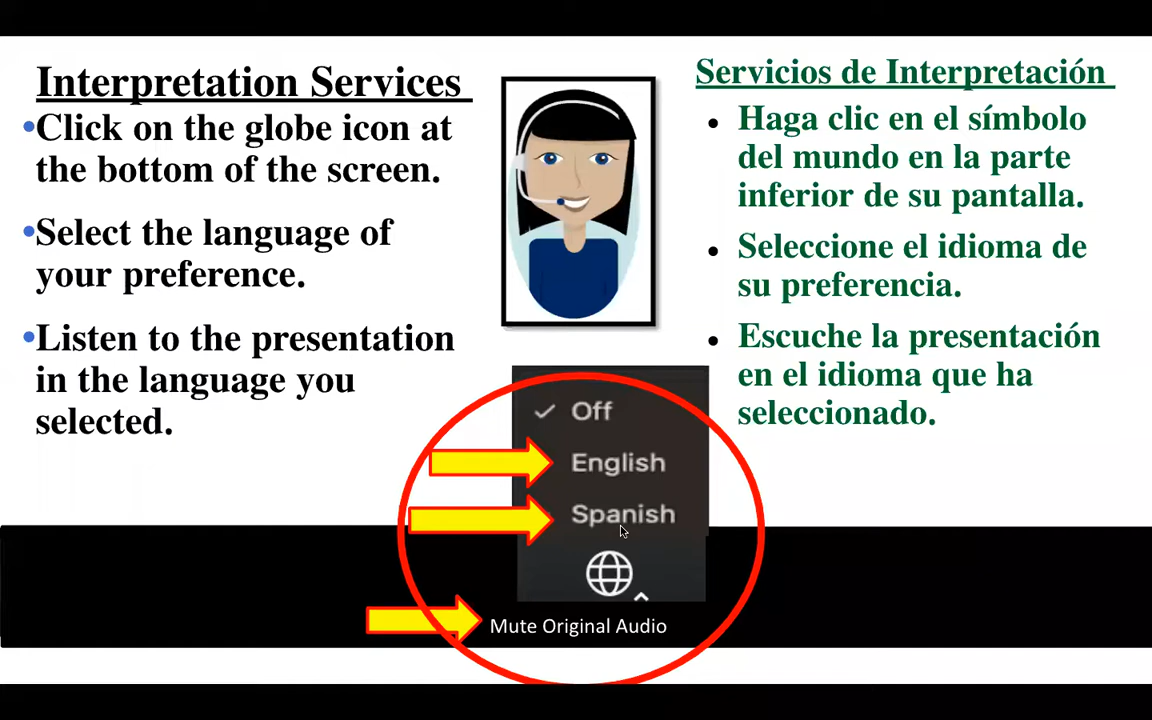 Interpretation Services
•Click on the globe icon at
the bottom of the screen.
•Select the language of
your preference.
•Listen to the presentation
in the language you
selected.
Servicios de Interpretación
• Haga clic en el símbolo
del mundo en la parte
inferior de su pantalla.
• Seleccione el idioma de
su preferencia.
• Escuche la presentación
en el idioma que ha
seleccionado.
Off
English
Spanish
Mute Original Audio